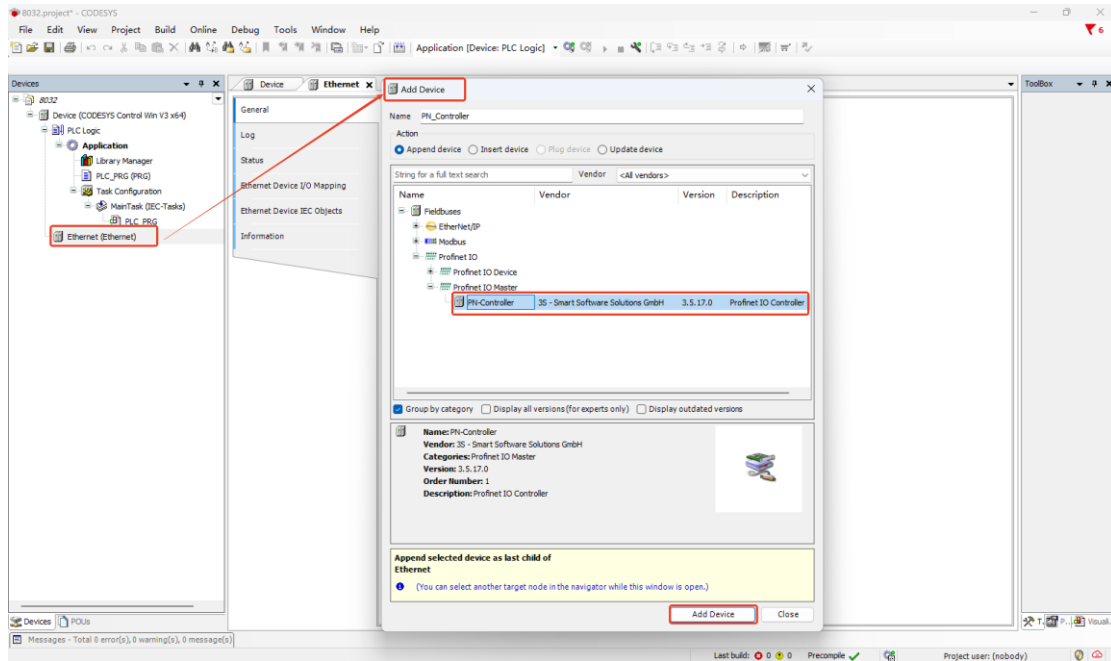 8032.project* - CODESYS
File Edit View Project Build Online Debug Tools Window Help
6
Application [Device: PLC Logic]
Devices
8032
Device (CODESYS Control Win V3 x64)
PLC Logic
Application
Library Manager
PLC_PRG (PRG)
Task Configuration
MainTask (IEC-Tasks)
PLC_PRG
Ethernet (Ethernet)
Devices POUs
Device Ethernet
General
Log
Status
Ethernet Device I/O Mapping
Ethernet Device IEC Objects
Information
Add Device
Name PN_Controller
Action
Append device Insert device Plug device Update device
String for a full text search Vendor <All vendors>
Name Vendor Version Description
Fieldbuses
EtherNet/IP
Modbus
Profinet IO
Profinet IO Device
Profinet IO Master
PN-Controller 3S - Smart Software Solutions GmbH 3.5.17.0 Profinet IO Controller
Group by category Display all versions (for experts only) Display outdated versions
Name: PN-Controller
Vendor: 3S - Smart Software Solutions GmbH
Categories: Profinet IO Master
Version: 3.5.17.0
Order Number: 1
Description: Profinet IO Controller
Append selected device as last child of
Ethernet
(You can select another target node in the navigator while this window is open.)
Add Device Close
ToolBox
T... P... Visuali...
Messages - Total 0 error(s), 0 warning(s), 0 message(s)
Last build: 0 0 Precompile Project user: (nobody)